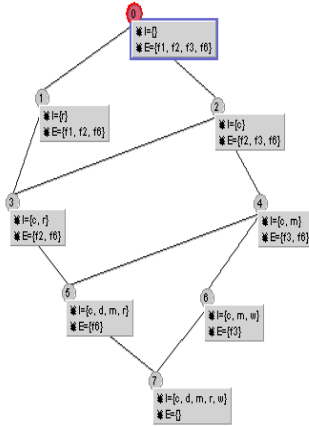 0
I={}
E={f1, f2, f3, f6}
1
I={r}
E={f1, f2, f6}
2
I={c}
E={f2, f3, f6}
3
I={c, r}
E={f2, f6}
4
I={c, m}
E={f3, f6}
5
I={c, d, m, r}
E={f6}
6
I={c, m, w}
E={f3}
7
I={c, d, m, r, w}
E={}